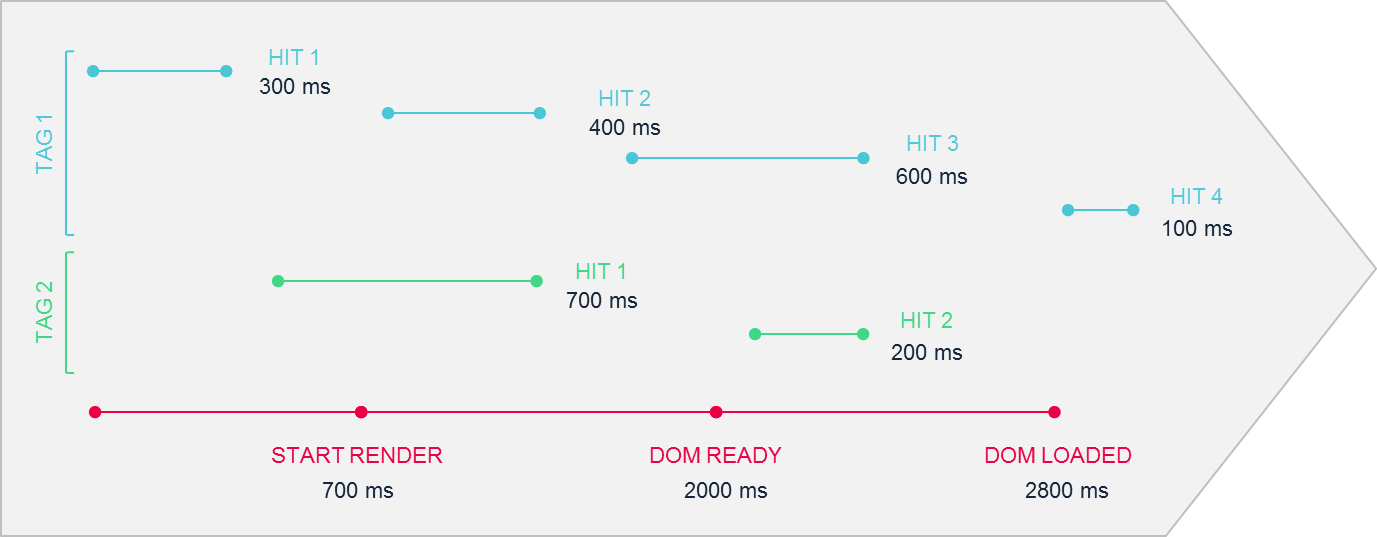 TAG 1
HIT 1
300 ms
HIT 2
400 ms
HIT 3
600 ms
HIT 4
100 ms
TAG 2
HIT 1
700 ms
HIT 2
200 ms
START RENDER
700 ms
DOM READY
2000 ms
DOM LOADED
2800 ms